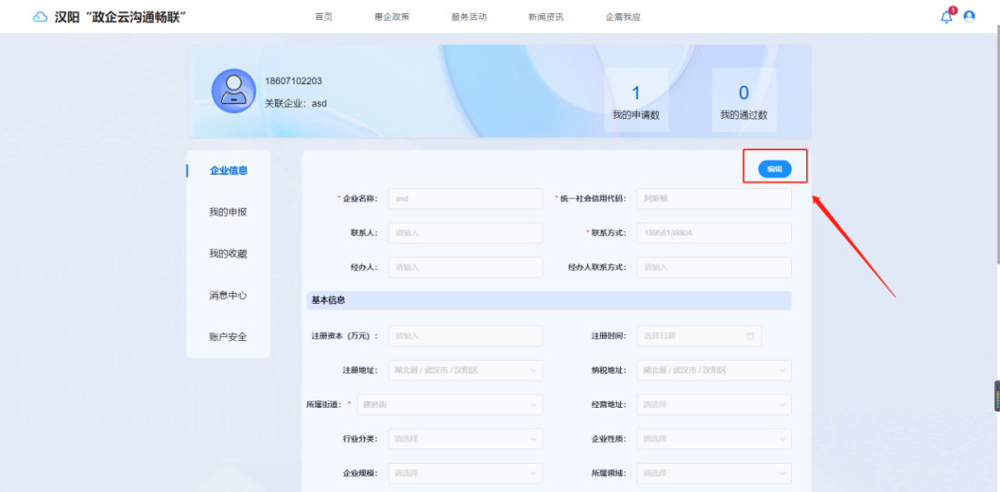 汉阳“政企云沟通畅联” 首页 惠企政策 服务活动 新闻资讯 企需我应 1
18607102203
关联企业：asd
1 0
我的申请数 我的通过数
企业信息
我的申报
我的收藏
消息中心
账户安全
编辑
* 企业名称： asd * 统一社会信用代码： 阿斯顿
联系人： 请输入 * 联系方式： 18958138804
经办人： 请输入 经办人联系方式： 请输入
基本信息
注册资本（万元）： 请输入 注册时间： 选择日期
注册地址： 湖北省 / 武汉市 / 汉阳区 纳税地址： 湖北省 / 武汉市 / 汉阳区
所属街道： * 建桥街 经营地址： 请选择
行业分类： 请选择 企业性质： 请选择
企业规模： 请选择 所属领域： 请选择